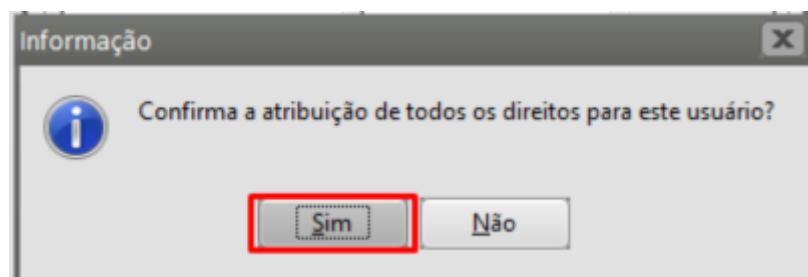 Informação
Confirma a atribuição de todos os direitos para este usuário?
Sim
Não